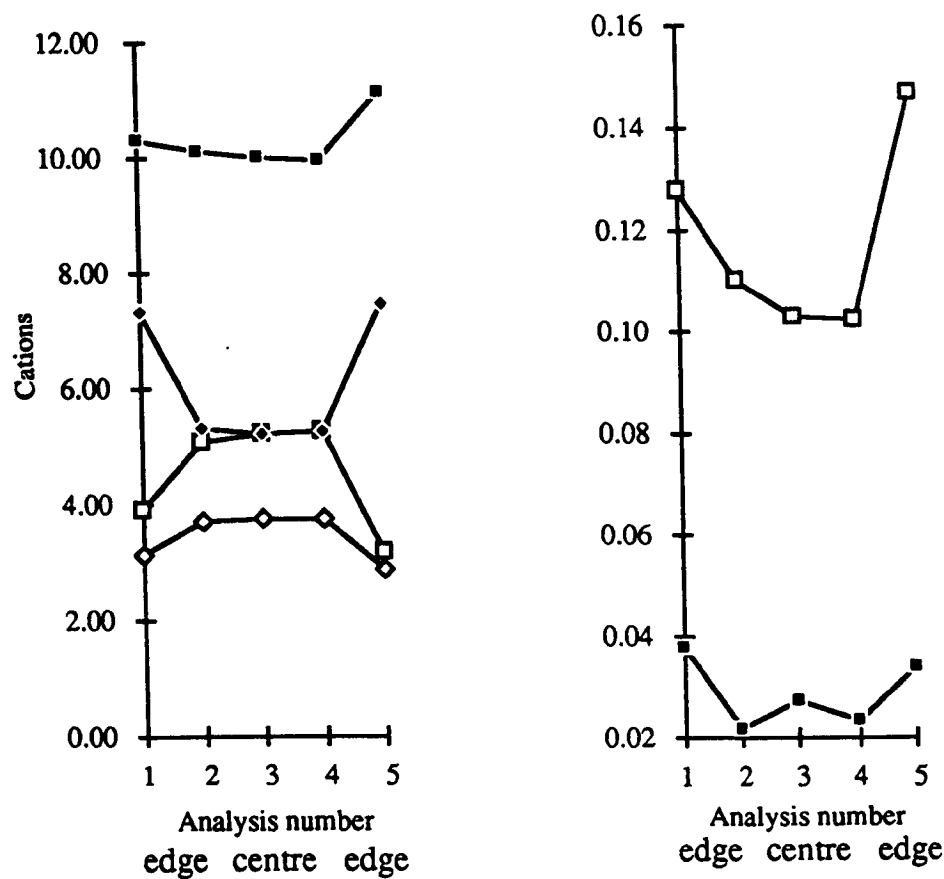 12.00
10.00
8.00
6.00
4.00
2.00
0.00
Cations
1 2 3 4 5
Analysis number
edge centre edge
0.16
0.14
0.12
0.10
0.08
0.06
0.04
0.02
1 2 3 4 5
Analysis number
edge centre edge